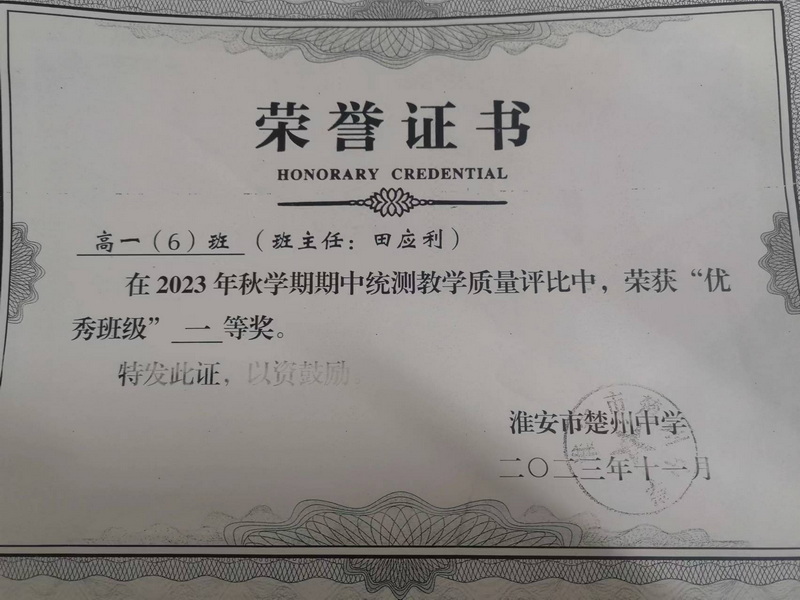 荣誉证书
HONORARY CREDENTIAL
高一（6）班 （班主任：田应利）
在2023年秋学期期中统测教学质量评比中，荣获“优
秀班级” 一 等奖。
特发此证，以资鼓励
淮安市楚州中学
二〇二三年十一月